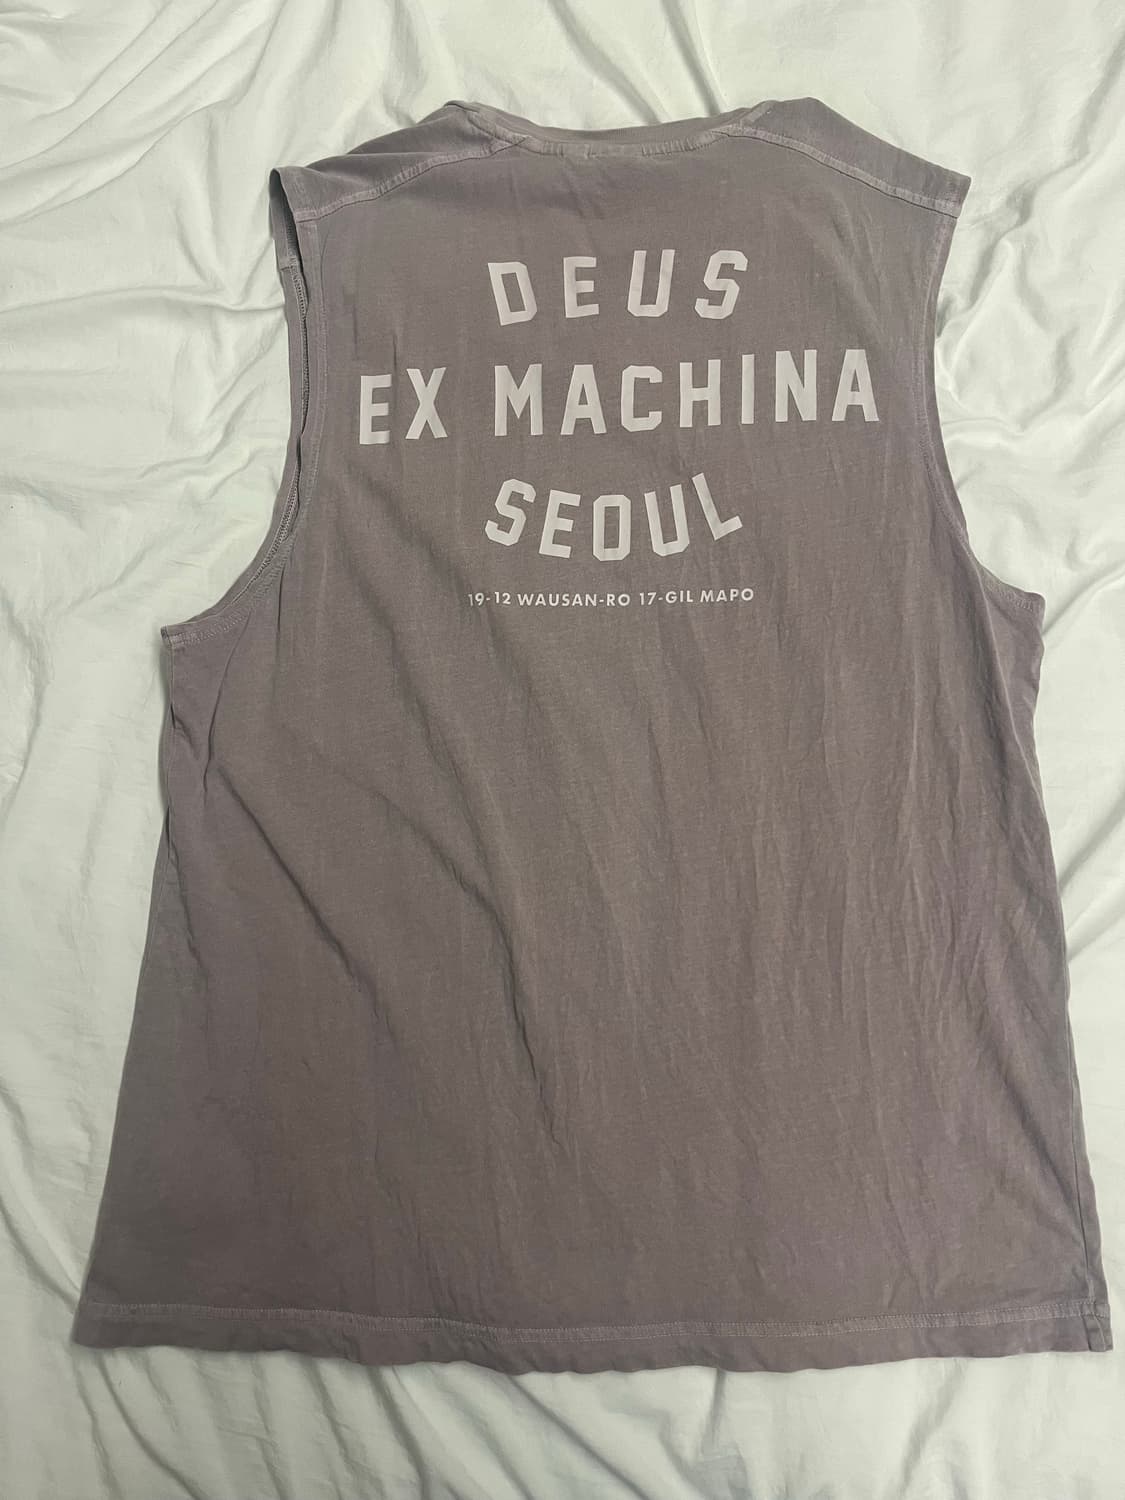 DEUS
EX MACHINA
SEOUL
19-12 WAUSAN-RO 17-GIL MAPO